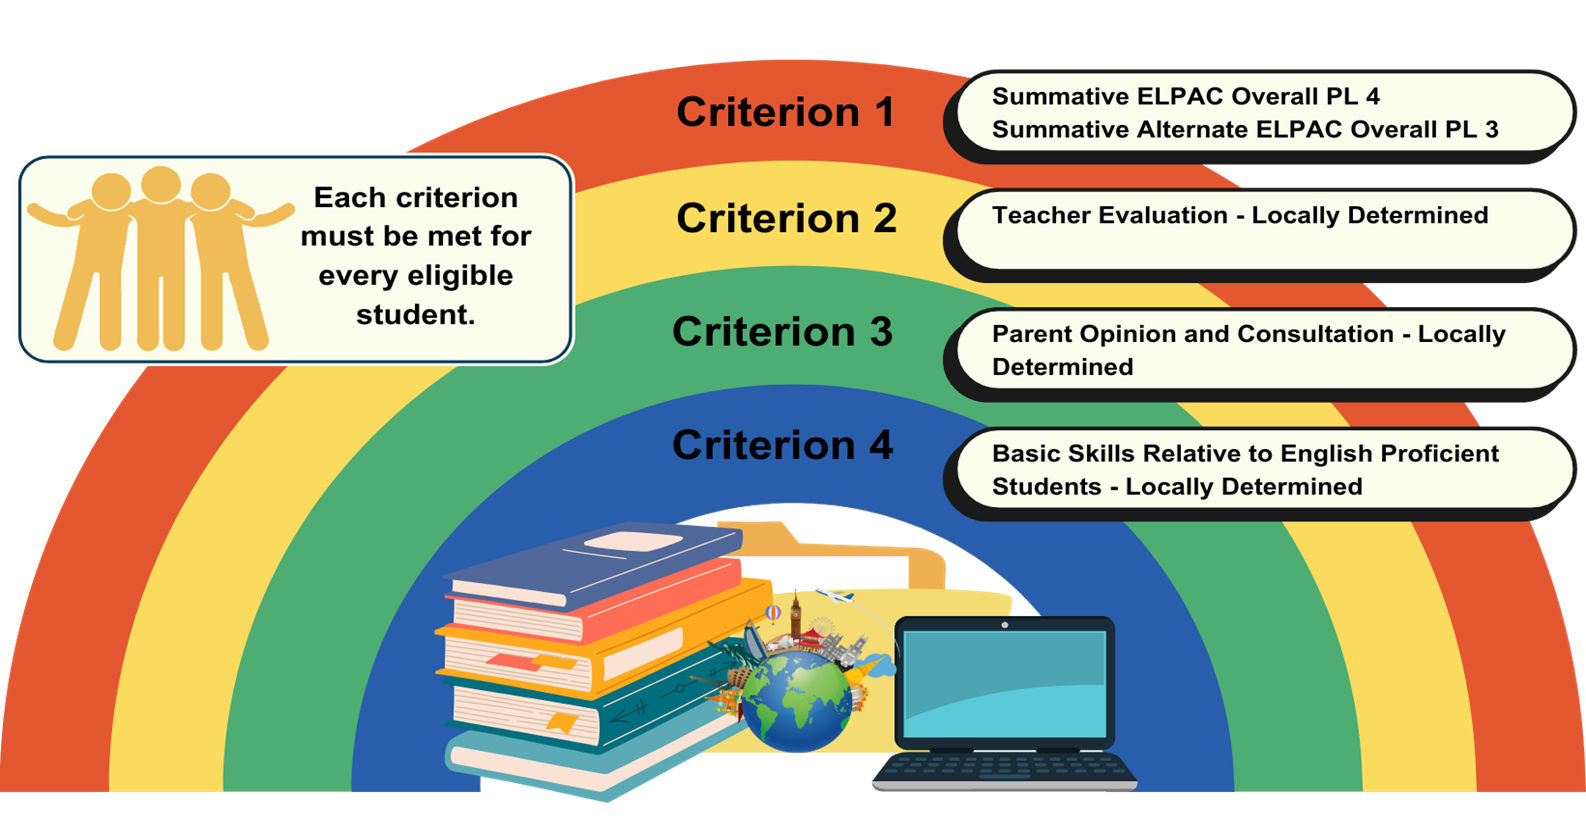 Criterion 1
Summative ELPAC Overall PL 4
Summative Alternate ELPAC Overall PL 3
Each criterion
must be met for
every eligible
student.
Criterion 2
Teacher Evaluation - Locally Determined
Criterion 3
Parent Opinion and Consultation - Locally
Determined
Criterion 4
Basic Skills Relative to English Proficient
Students - Locally Determined